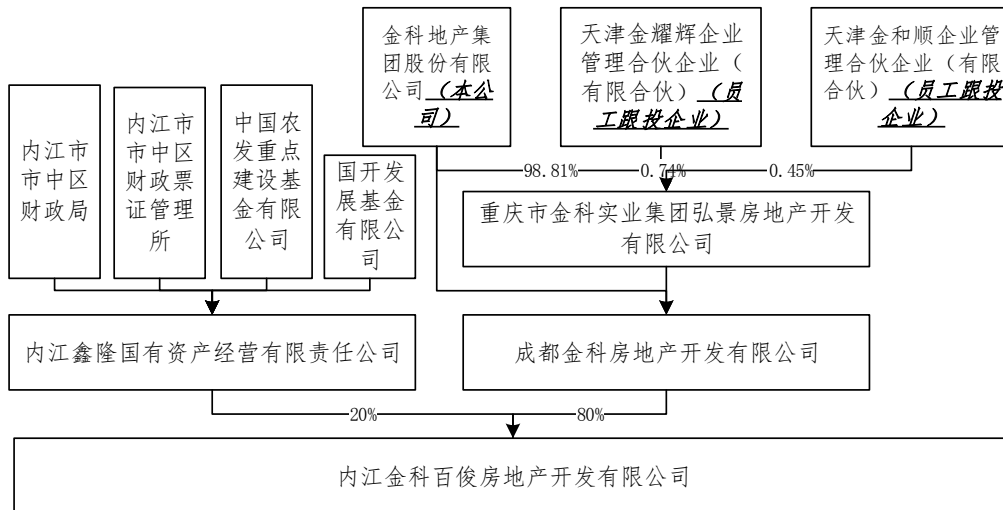 金科地产集
团股份有限
公司（本公
司）
天津金耀辉企业
管理合伙企业（
有限合伙）（员
工跟投企业）
天津金和顺企业管
理合伙企业（有限
合伙）（员工跟投
企业）
内江市
市中区
财政局
内江市
市中区
财政票
证管理
所
中国农
发重点
建设基
金有限
公司
国开发
展基金
有限公
司
98.81%
0.74%
0.45%
重庆市金科实业集团弘景房地产开发
有限公司
内江鑫隆国有资产经营有限责任公司
成都金科房地产开发有限公司
20%
80%
内江金科百俊房地产开发有限公司